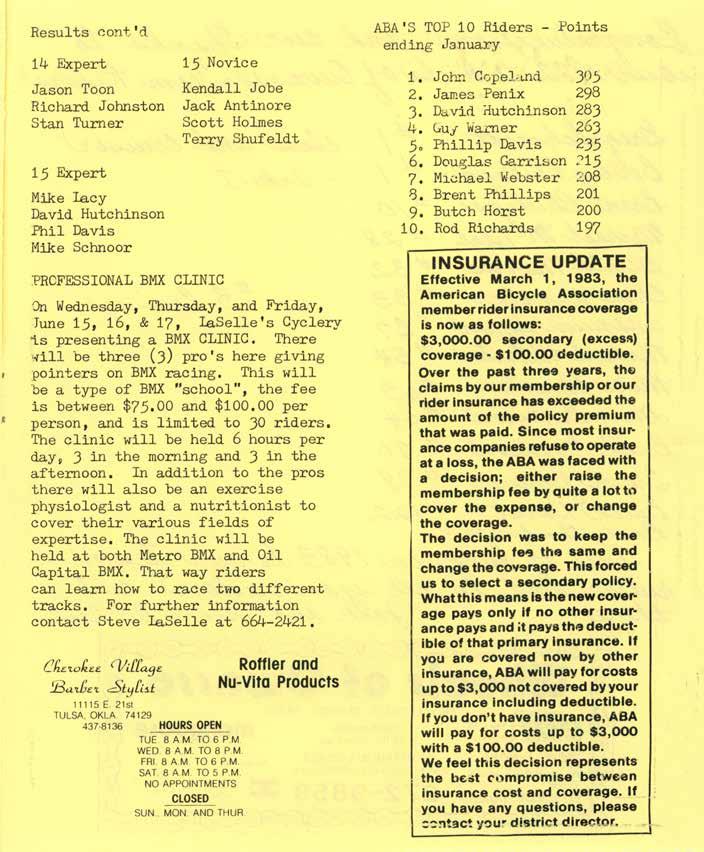 Results cont'd
14 Expert
Jason Toon
Richard Johnston
Stan Turner
15 Novice
Kendall Jobe
Jack Antinore
Scott Holmes
Terry Shufeldt
15 Expert
Mike Lacy
David Hutchinson
Phil Davis
Mike Schnoor
PROFESSIONAL BMX CLINIC
On Wednesday, Thursday, and Friday,
June 15, 16, & 17, LaSelle's Cyclery
is presenting a BMX CLINIC. There
will be three (3) pro's here giving
pointers on BMX racing. This will
be a type of BMX "school", the fee
is between $75.00 and $100.00 per
person, and is limited to 30 riders.
The clinic will be held 6 hours per
day, 3 in the morning and 3 in the
afternoon. In addition to the pros
there will also be an exercise
physiologist and a nutritionist to
cover their various fields of
expertise. The clinic will be
held at both Metro BMX and Oil
Capital BMX. That way riders
can learn how to race two different
tracks. For further information
contact Steve LaSelle at 664-2421.
Cherokee Village
Barber Stylist
11115 E. 21st
TULSA, OKLA. 74129
437-8136
Roffler and
Nu-Vita Products
HOURS OPEN
TUE. 8 A.M. TO 6 P.M.
WED. 8 A.M. TO 8 P.M.
FRI. 8 A.M. TO 6 P.M.
SAT. 8 A.M. TO 5 P.M.
NO APPOINTMENTS
CLOSED
SUN., MON. AND THUR.
ABA'S TOP 10 Riders - Points
ending January
1. John Copeland 305
2. James Penix 298
3. David Hutchinson 283
4. Guy Warner 263
5. Phillip Davis 235
6. Douglas Garrison 215
7. Michael Webster 208
8. Brent Phillips 201
9. Butch Horst 200
10. Rod Richards 197
INSURANCE UPDATE
Effective March 1, 1983, the
American Bicycle Association
member rider insurance coverage
is now as follows:
$3,000.00 secondary (excess)
coverage - $100.00 deductible.
Over the past three years, the
claims by our membership or our
rider insurance has exceeded the
amount of the policy premium
that was paid. Since most insur-
ance companies refuse to operate
at a loss, the ABA was faced with
a decision; either raise the
membership fee by quite a lot to
cover the expense, or change
the coverage.
The decision was to keep the
membership fee the same and
change the coverage. This forced
us to select a secondary policy.
What this means is the new cover-
age pays only if no other insur-
ance pays and it pays the deduct-
ible of that primary insurance. If
you are covered now by other
insurance, ABA will pay for costs
up to $3,000 not covered by your
insurance including deductible.
If you don't have insurance, ABA
will pay for costs up to $3,000
with a $100.00 deductible.
We feel this decision represents
the best compromise between
insurance cost and coverage. If
you have any questions, please
contact your district director.